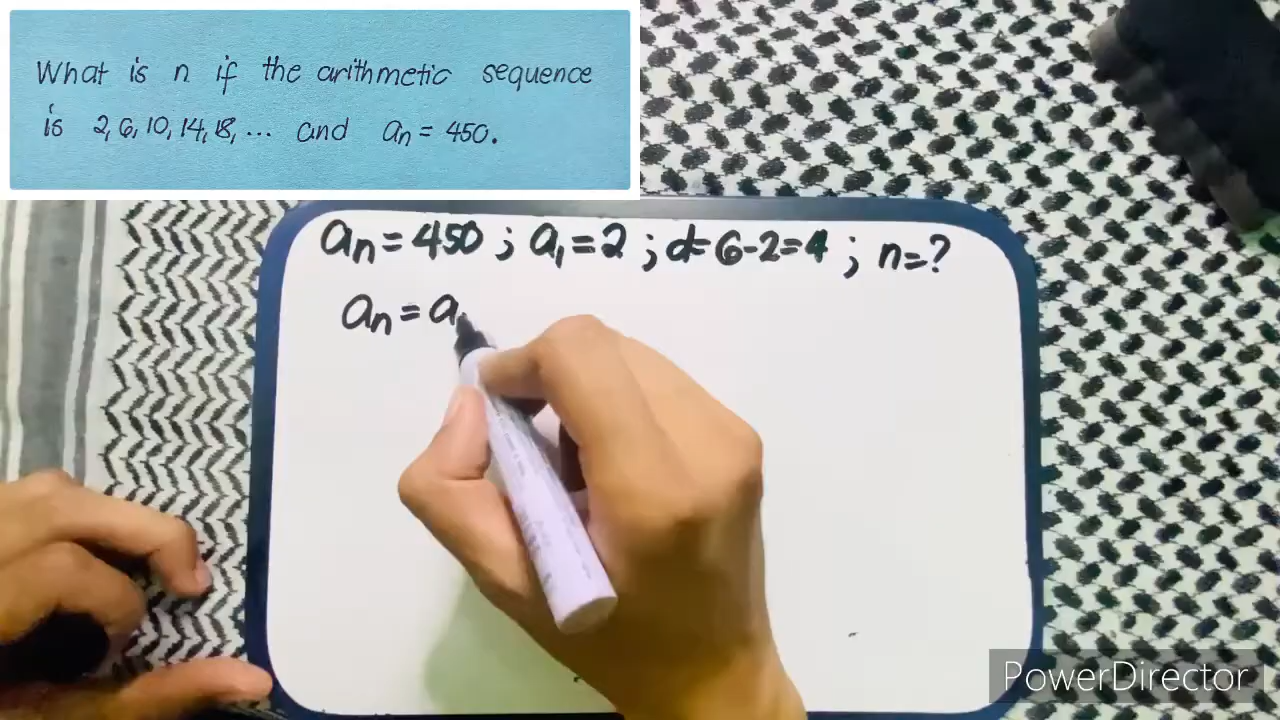 What is n if the arithmetic sequence
is 2, 6, 10, 14, 18, ... and an = 450.
an = 450 ; a1 = 2 ; d = 6-2=4 ; n=?
an = a
PowerDirector